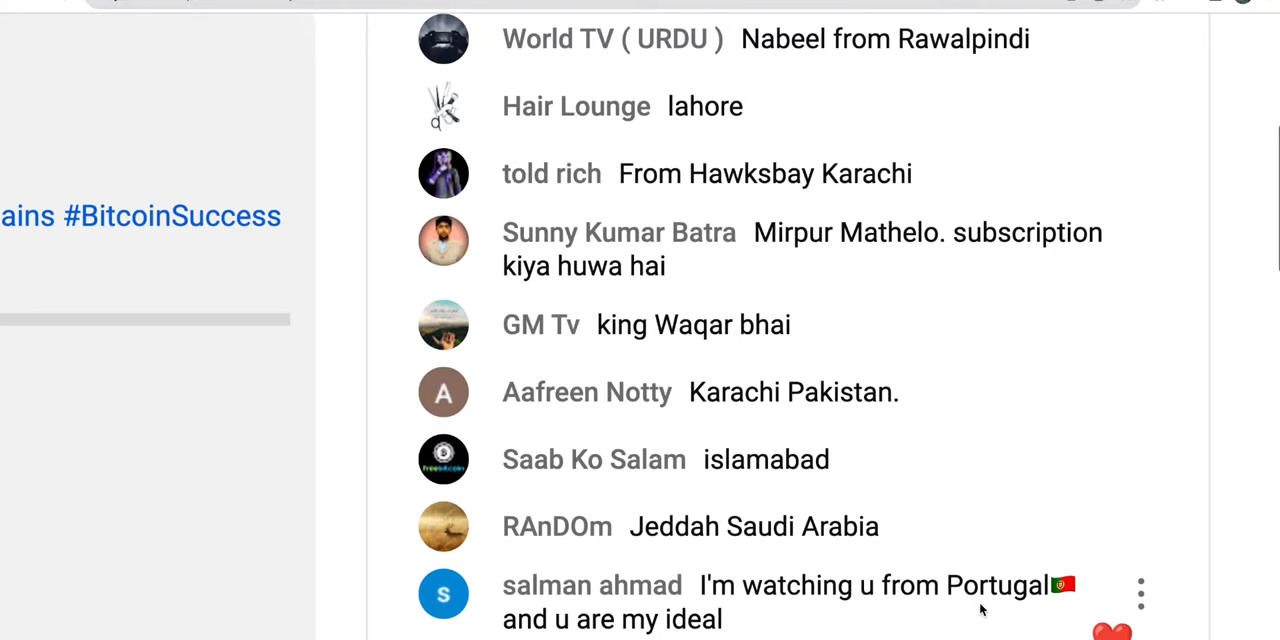 World TV ( URDU ) Nabeel from Rawalpindi
Hair Lounge lahore
told rich From Hawksbay Karachi
ains #BitcoinSuccess
Sunny Kumar Batra Mirpur Mathelo. subscription
kiya huwa hai
GM Tv king Waqar bhai
A Aafreen Notty Karachi Pakistan.
Saab Ko Salam islamabad
RAnDOm Jeddah Saudi Arabia
s salman ahmad I'm watching u from Portugal🇵🇹
and u are my ideal